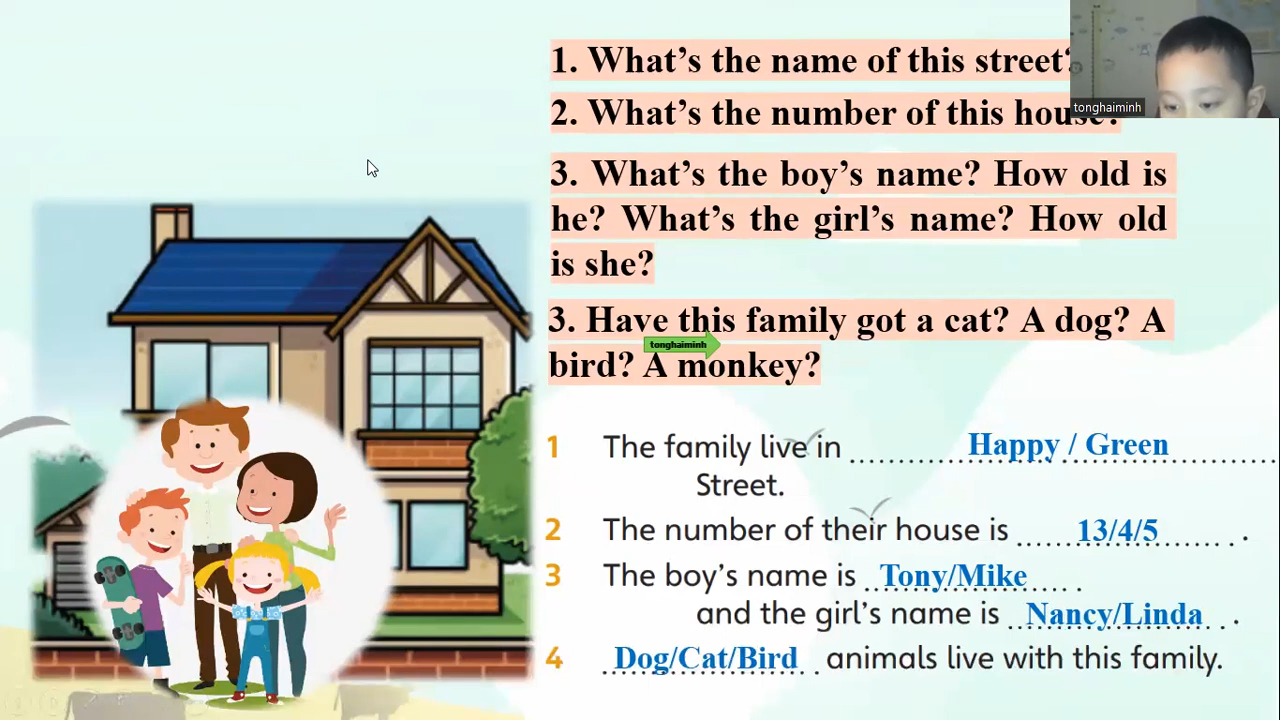 1. What's the name of this street?
tonghaiminh
2. What's the number of this house?
3. What's the boy's name? How old is
he? What's the girl's name? How old
is she?
3. Have this family got a cat? A dog? A
tonghaiminh
bird? A monkey?
1 The family live in Happy / Green
Street.
2 The number of their house is 13/4/5 .
3 The boy's name is Tony/Mike
and the girl's name is Nancy/Linda .
4 Dog/Cat/Bird animals live with this family.